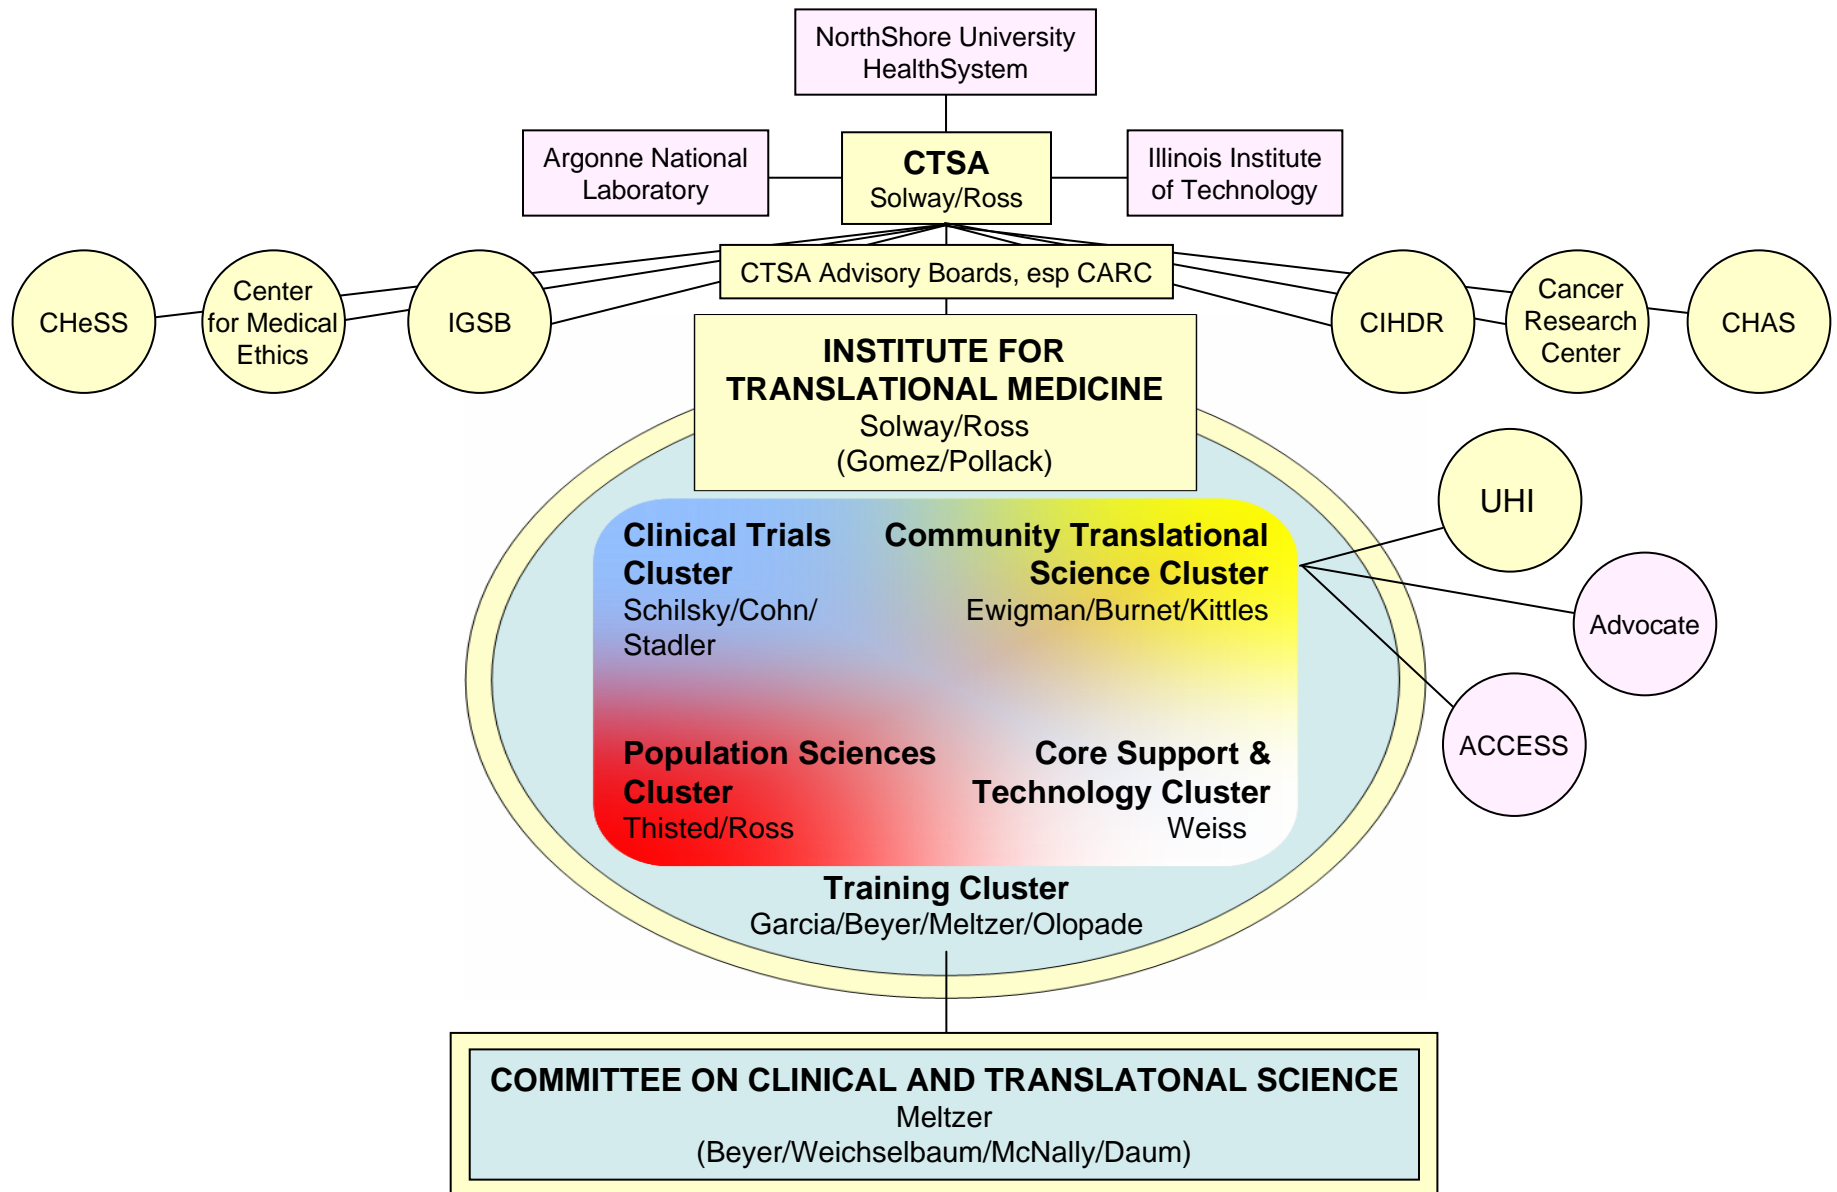 NorthShore University
HealthSystem
Argonne National
Laboratory
CTSA
Solway/Ross
Illinois Institute
of Technology
CTSA Advisory Boards, esp CARC
CHeSS
Center
for Medical
Ethics
IGSB
CIHDR
Cancer
Research
Center
CHAS
INSTITUTE FOR
TRANSLATIONAL MEDICINE
Solway/Ross
(Gomez/Pollack)
Clinical Trials
Cluster
Schilsky/Cohn/
Stadler
Community Translational
Science Cluster
Ewigman/Burnet/Kittles
UHI
Advocate
ACCESS
Population Sciences
Cluster
Thisted/Ross
Core Support &
Technology Cluster
Weiss
Training Cluster
Garcia/Beyer/Meltzer/Olopade
COMMITTEE ON CLINICAL AND TRANSLATONAL SCIENCE
Meltzer
(Beyer/Weichselbaum/McNally/Daum)